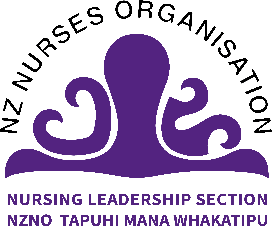 NZ NURSES ORGANISATION
NURSING LEADERSHIP SECTION
NZNO TAPUHI MANA WHAKATIPU